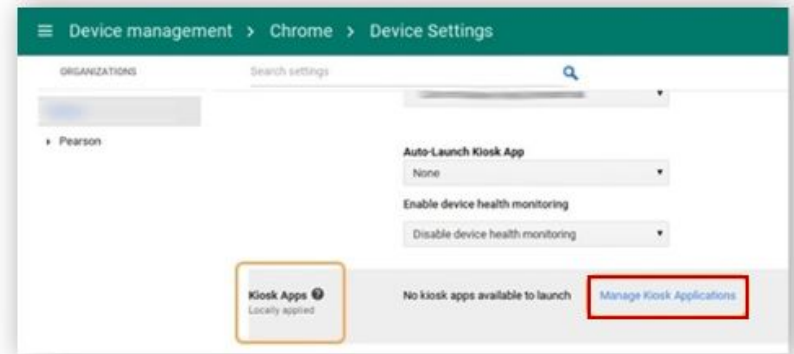 ≡ Device management > Chrome > Device Settings
ORGANIZATIONS
Search settings
Pearson
Auto-Launch Kiosk App
None
Enable device health monitoring
Disable device health monitoring
Kiosk Apps
Locally applied
No kiosk apps available to launch
Manage Kiosk Applications